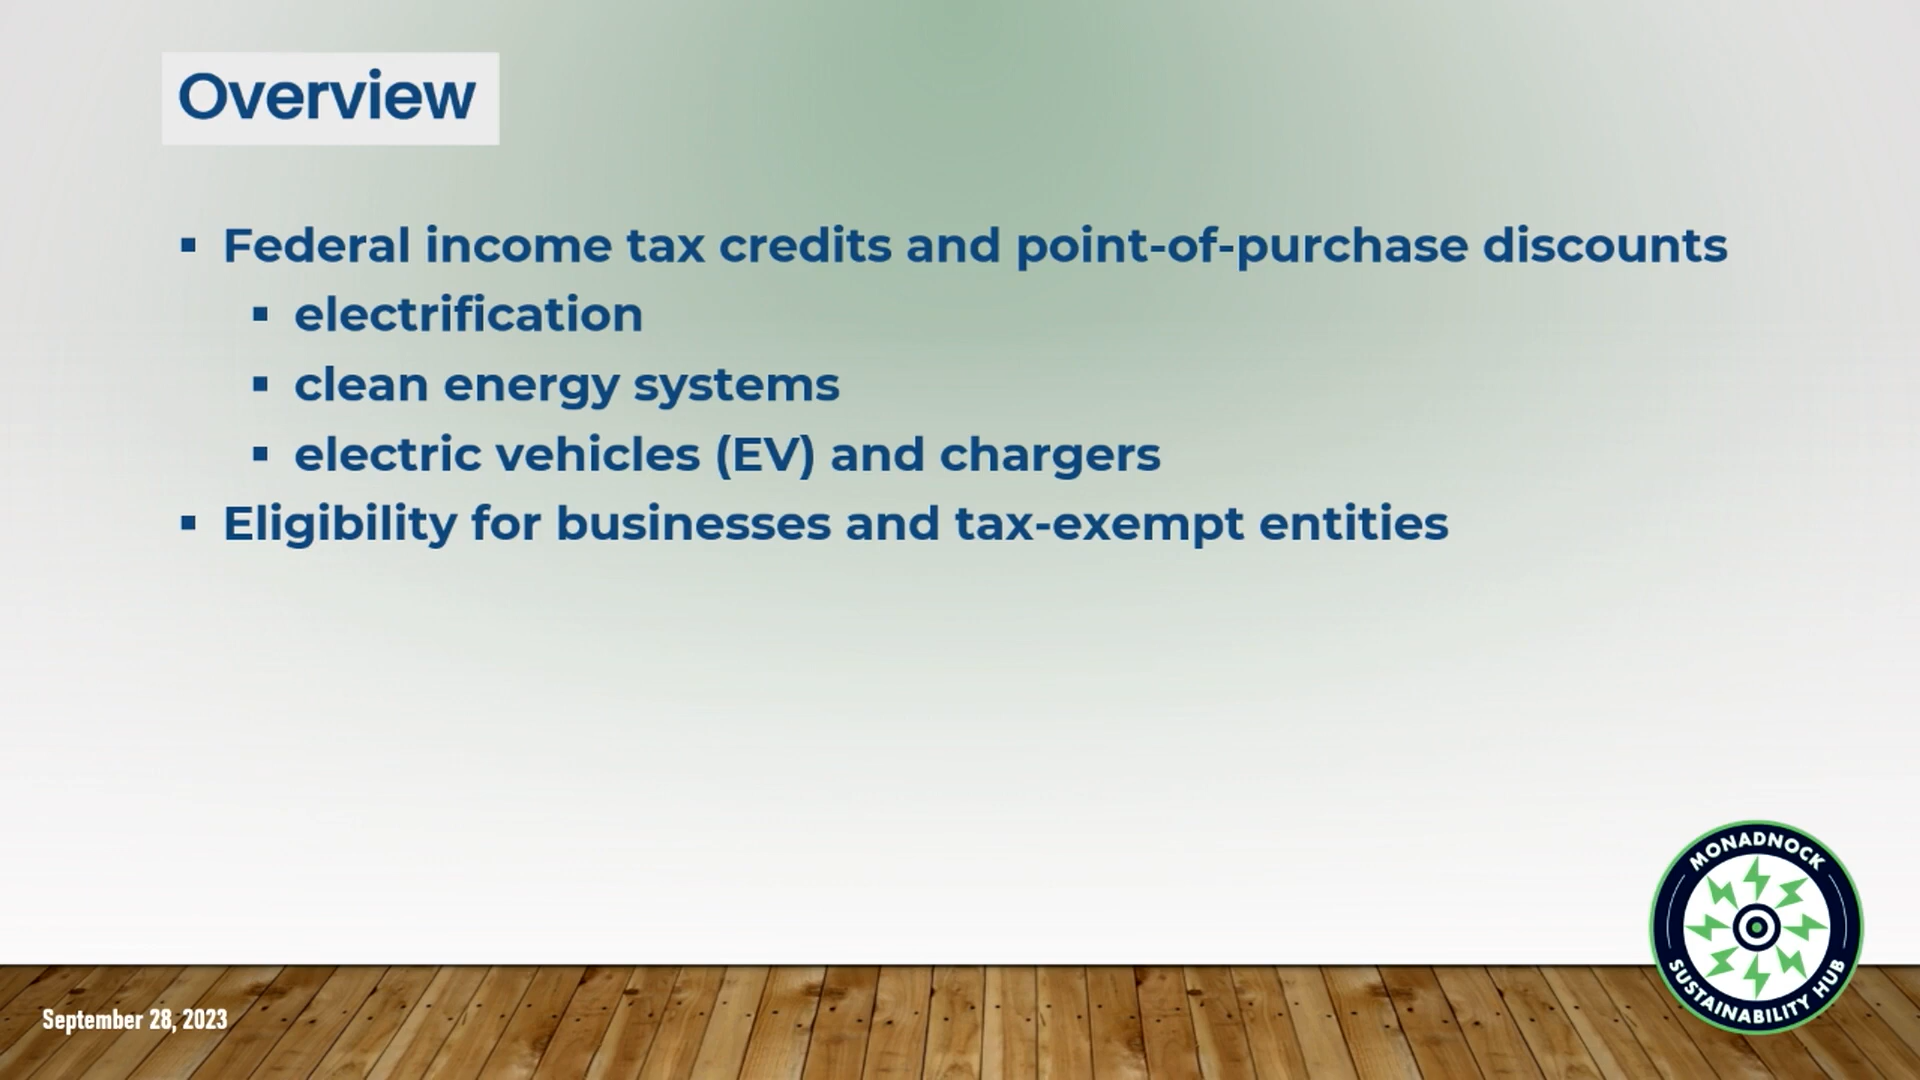 Overview
Federal income tax credits and point-of-purchase discounts
electrification
clean energy systems
electric vehicles (EV) and chargers
Eligibility for businesses and tax-exempt entities
MONADNOCK
SUSTAINABILITY HUB
September 28, 2023